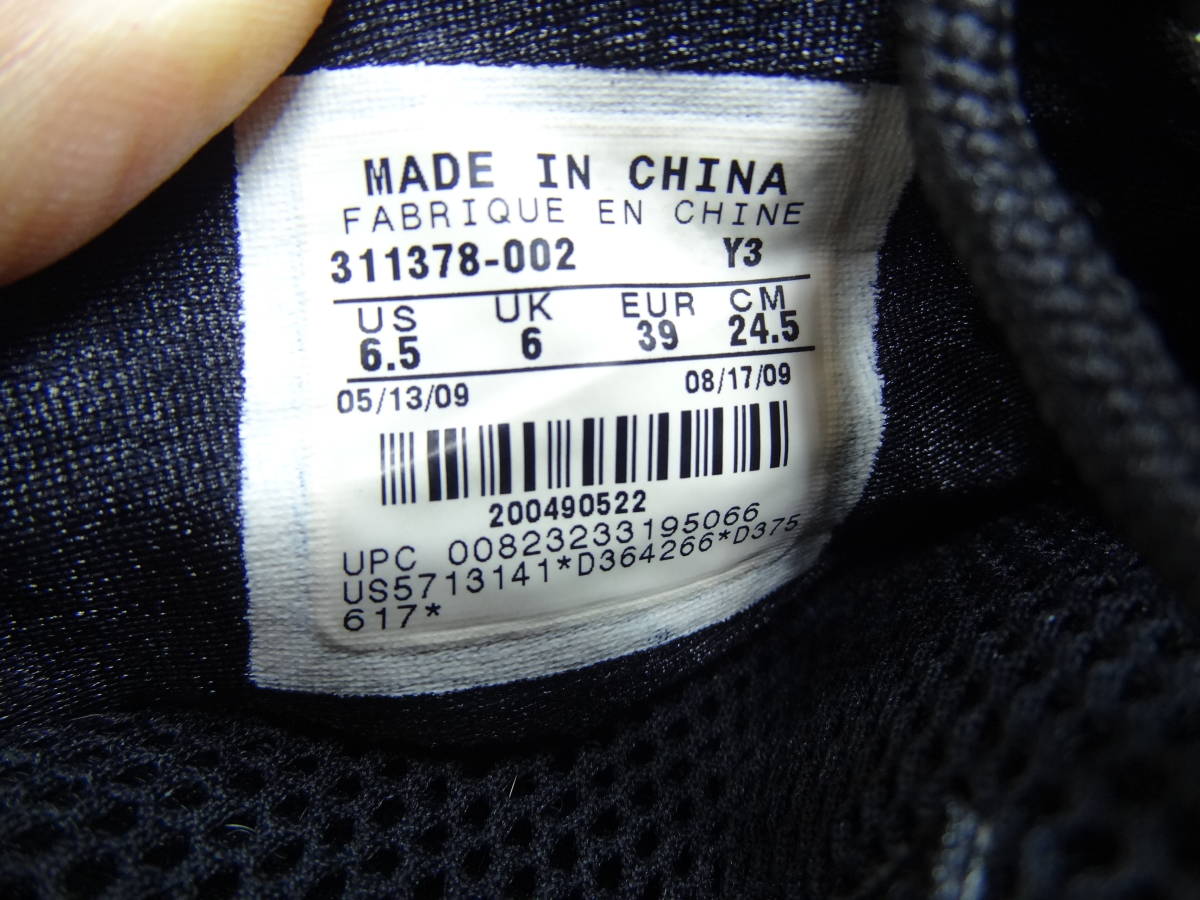 MADE IN CHINA
FABRIQUE EN CHINE
311378-002 Y3
US UK EUR CM
6.5 6 39 24.5
05/13/09 08/17/09
200490522
UPC 00823233195066
US5713141*D364266*D375
617*